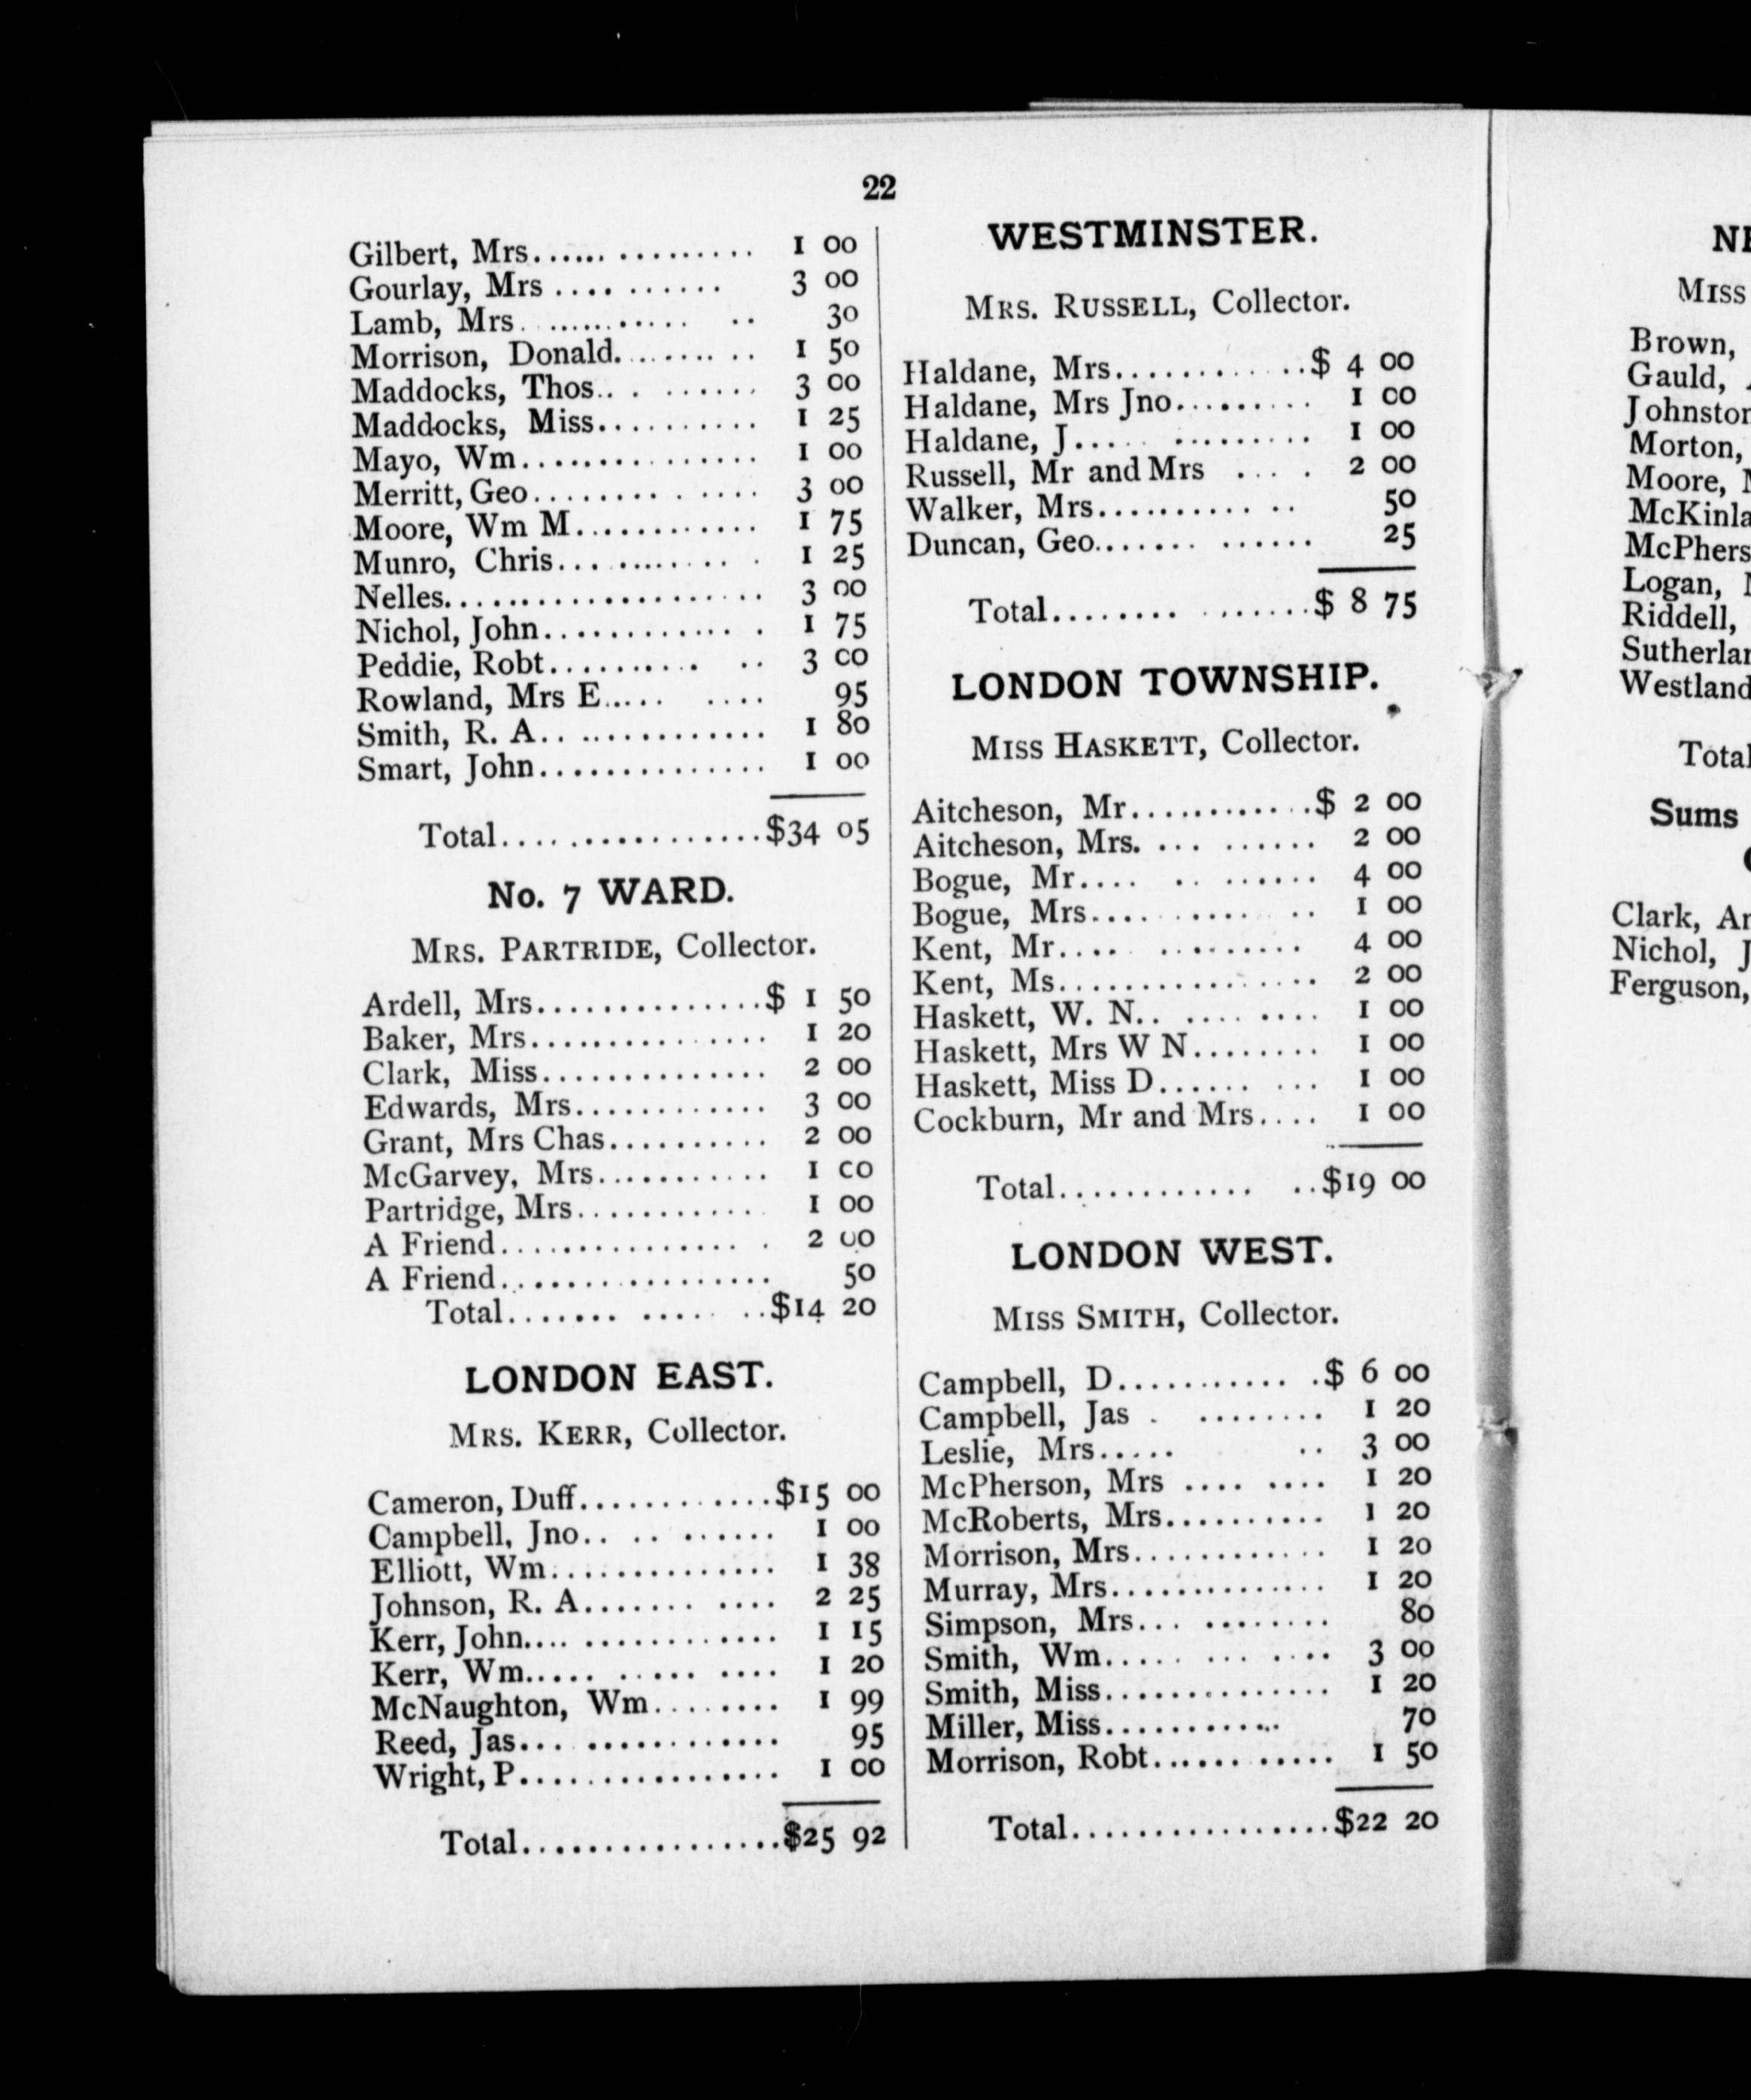 22
Gilbert, Mrs................ 1 00
Gourlay, Mrs .......... 3 00
Lamb, Mrs............ .. 30
Morrison, Donald......... 1 50
Maddocks, Thos.. . ....... 3 00
Maddocks, Miss.......... 1 25
Mayo, Wm............... 1 00
Merritt, Geo.............. 3 00
Moore, Wm M............ 1 75
Munro, Chris............ . 1 25
Nelles..................... 3 00
Nichol, John............. . 1 75
Peddie, Robt.......... .. 3 00
Rowland, Mrs E..... .... 95
Smith, R. A.............. 1 80
Smart, John.............. 1 00
Total.................$34 05
No. 7 WARD.
MRS. PARTRIDE, Collector.
Ardell, Mrs..............$ 1 50
Baker, Mrs............... 1 20
Clark, Miss.............. 2 00
Edwards, Mrs............ 3 00
Grant, Mrs Chas.......... 2 00
McGarvey, Mrs........... 1 00
Partridge, Mrs............ 1 00
A Friend................ . 2 00
A Friend................. 50
Total....... ..... ..$14 20
LONDON EAST.
MRS. KERR, Collector.
Cameron, Duff............$15 00
Campbell, Jno.. .. ...... 1 00
Elliott, Wm.............. 1 38
Johnson, R. A....... .... 2 25
Kerr, John.... ............ 1 15
Kerr, Wm..... ..... .... 1 20
McNaughton, Wm........ 1 99
Reed, Jas... ............ 95
Wright, P................ 1 00
Total................$25 92
WESTMINSTER.
MRS. RUSSELL, Collector.
Haldane, Mrs............$ 4 00
Haldane, Mrs Jno......... 1 00
Haldane, J.... ......... 1 00
Russell, Mr and Mrs .... 2 00
Walker, Mrs.......... .. 50
Duncan, Geo....... ...... 25
Total........ .......$ 8 75
LONDON TOWNSHIP.
MISS HASKETT, Collector.
Aitcheson, Mr............$ 2 00
Aitcheson, Mrs. ... ...... 2 00
Bogue, Mr.... .. ...... 4 00
Bogue, Mrs.......... .. 1 00
Kent, Mr.... ......... 4 00
Kent, Ms................ 2 00
Haskett, W. N.. .... .... 1 00
Haskett, Mrs W N........ 1 00
Haskett, Miss D...... ... 1 00
Cockburn, Mr and Mrs.... 1 00
Total............ ..$19 00
LONDON WEST.
MISS SMITH, Collector.
Campbell, D........... .$ 6 00
Campbell, Jas . ........ 1 20
Leslie, Mrs..... .. 3 00
McPherson, Mrs .... .... 1 20
McRoberts, Mrs.......... 1 20
Morrison, Mrs............ 1 20
Murray, Mrs.............. 1 20
Simpson, Mrs... ........ 80
Smith, Wm..... ... .... 3 00
Smith, Miss.............. 1 20
Miller, Miss........... 70
Morrison, Robt........... 1 50
Total................$22 20
MISS
Brown,
Gauld,
Morton,
Moore,
Logan,
Riddell,
Total
Sums
Clark,
Nichol, J
Ferguson,